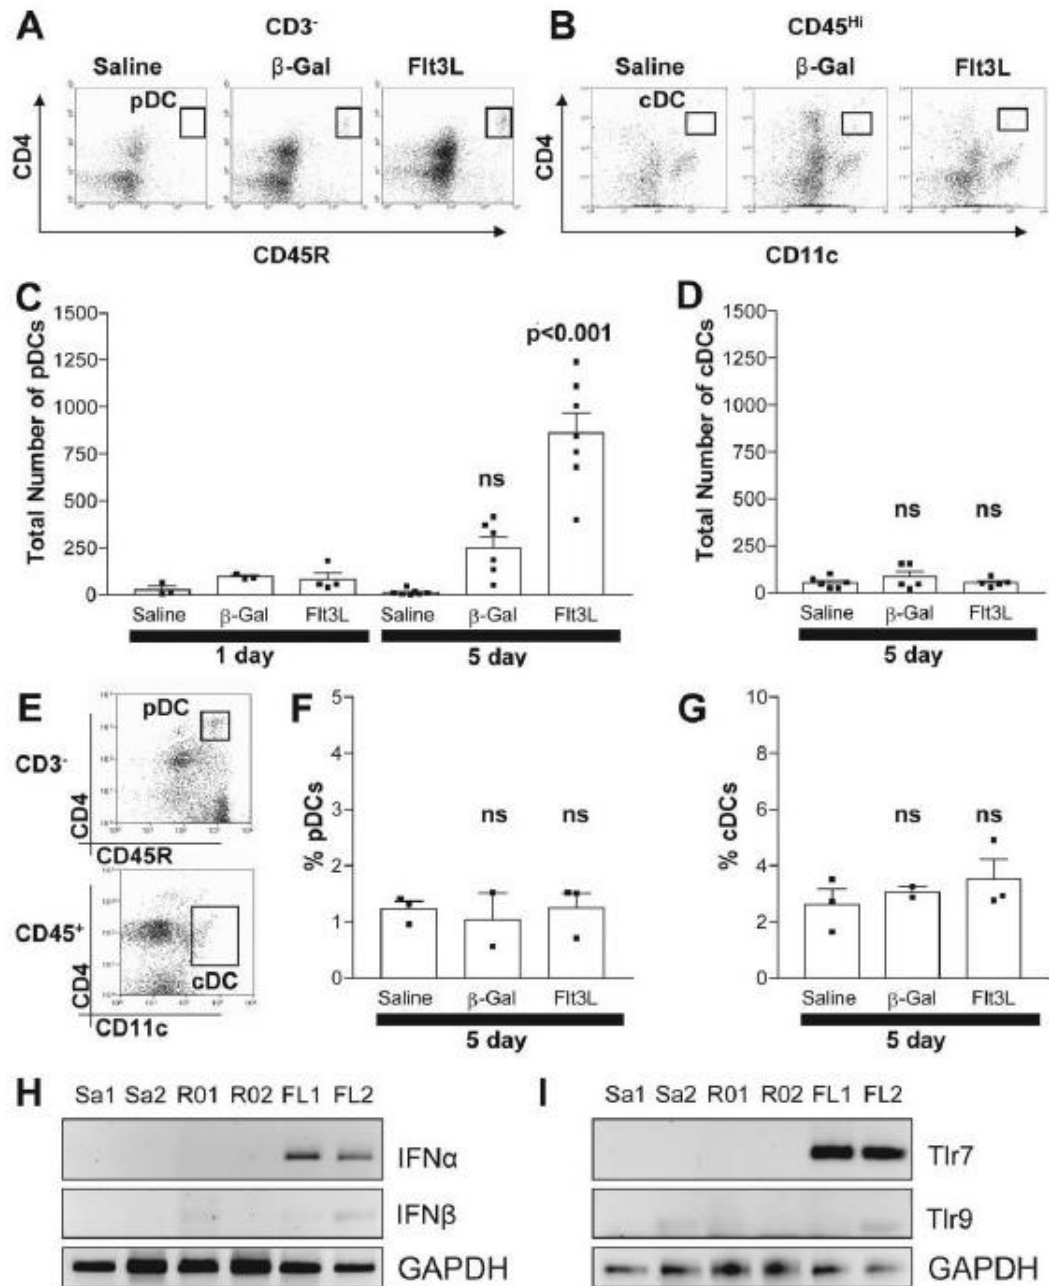 A CD3- B CD45Hi
Saline β-Gal Flt3L Saline β-Gal Flt3L
pDC cDC
CD4 CD4
CD45R CD11c
C D
Total Number of pDCs
1500
1250
1000
750
500
250
0
ns p<0.001
Saline β-Gal Flt3L Saline β-Gal Flt3L
1 day 5 day
Total Number of cDCs
1500
1250
1000
750
500
250
0
ns ns
Saline β-Gal Flt3L
5 day
E
pDC
CD3-
CD4
CD45R
CD45+
CD4
cDC
CD11c
F
% pDCs
5
4
3
2
1
0
ns ns
Saline β-Gal Flt3L
5 day
G
% cDCs
10
8
6
4
2
0
ns ns
Saline β-Gal Flt3L
5 day
H Sa1 Sa2 R01 R02 FL1 FL2
IFNα
IFNβ
GAPDH
I Sa1 Sa2 R01 R02 FL1 FL2
Tlr7
Tlr9
GAPDH